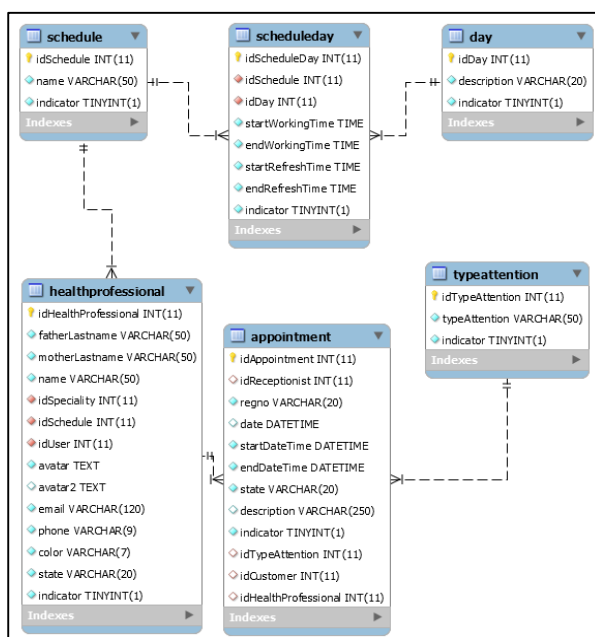 schedule
idSchedule INT(11)
name VARCHAR(50)
indicator TINYINT(1)
Indexes
scheduleday
idScheduleDay INT(11)
idSchedule INT(11)
idDay INT(11)
startWorkingTime TIME
endWorkingTime TIME
startRefreshTime TIME
endRefreshTime TIME
indicator TINYINT(1)
Indexes
day
idDay INT(11)
description VARCHAR(20)
indicator TINYINT(1)
Indexes
healthprofessional
idHealthProfessional INT(11)
fatherLastname VARCHAR(50)
motherLastname VARCHAR(50)
name VARCHAR(50)
idSpeciality INT(11)
idSchedule INT(11)
idUser INT(11)
avatar TEXT
avatar2 TEXT
email VARCHAR(120)
phone VARCHAR(9)
color VARCHAR(7)
state VARCHAR(20)
indicator TINYINT(1)
Indexes
appointment
idAppointment INT(11)
idReceptionist INT(11)
regno VARCHAR(20)
date DATETIME
startDateTime DATETIME
endDateTime DATETIME
state VARCHAR(20)
description VARCHAR(250)
indicator TINYINT(1)
idTypeAttention INT(11)
idCustomer INT(11)
idHealthProfessional INT(11)
Indexes
typeattention
idTypeAttention INT(11)
typeAttention VARCHAR(50)
indicator TINYINT(1)
Indexes